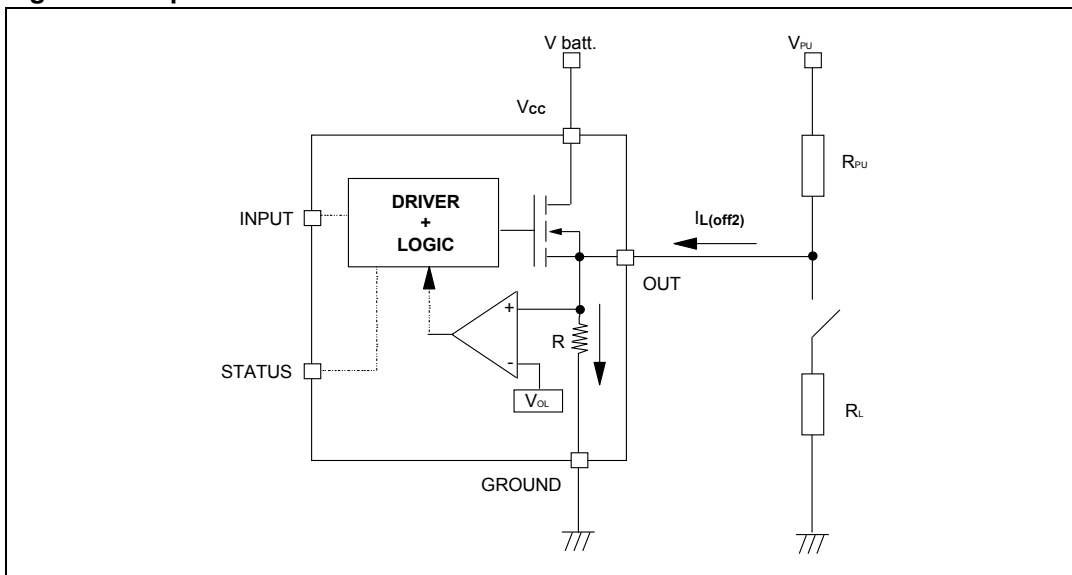 V batt.
VPU
Vcc
RPU
DRIVER
+
LOGIC
INPUT
IL(off2)
OUT
+
R
-
STATUS
VOL
RL
GROUND